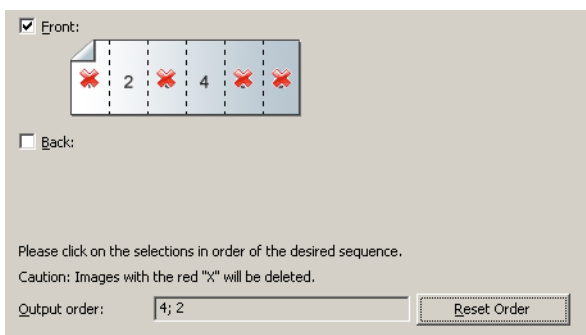 Front:
2 4
Back:
Please click on the selections in order of the desired sequence.
Caution: Images with the red "X" will be deleted.
Output order: 4; 2 Reset Order